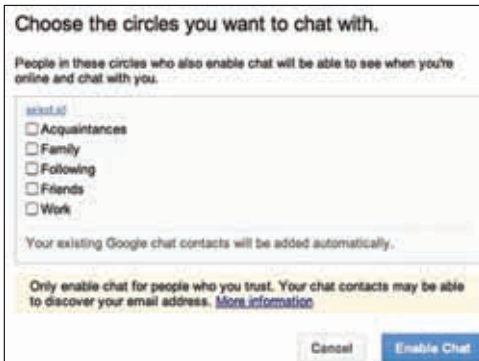 Choose the circles you want to chat with.
People in these circles who also enable chat will be able to see when you're
online and chat with you.
select all
Acquaintances
Family
Following
Friends
Work
Your existing Google chat contacts will be added automatically.
Only enable chat for people who you trust. Your chat contacts may be able
to discover your email address. More information
Cancel
Enable Chat